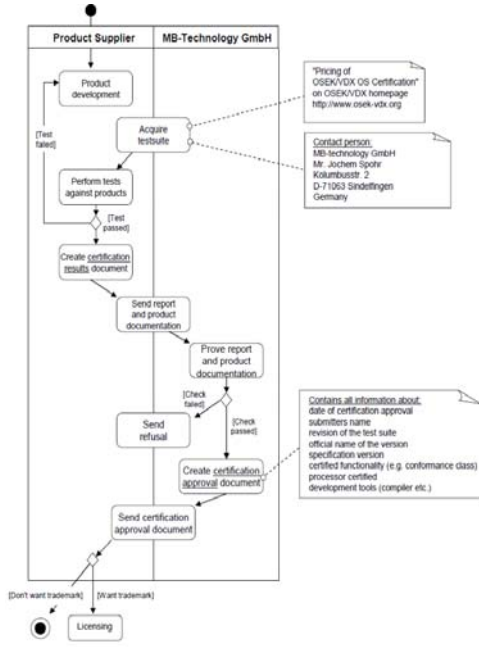 Product Supplier
MB-Technology GmbH
Product
development
"Pricing of
OSEK/VDX OS Certification"
on OSEK/VDX homepage
http://www.osek-vdx.org
[Test
failed]
Acquire
testsuite
Contact person:
MB-technology GmbH
Mr. Jochem Spohr
Kolumbusstr. 2
D-71063 Sindelfingen
Germany
Perform tests
against products
[Test
passed]
Create certification
results document
Send report
and product
documentation
Prove report
and product
documentation
[Check
failed]
[Check
passed]
Send
refusal
Contains all information about:
date of certification approval
submitters name
revision of the test suite
official name of the version
specification version
certified functionality (e.g. conformance class)
processor certified
development tools (compiler etc.)
Create certification
approval document
Send certification
approval document
[Don't want trademark]
[Want trademark]
Licensing